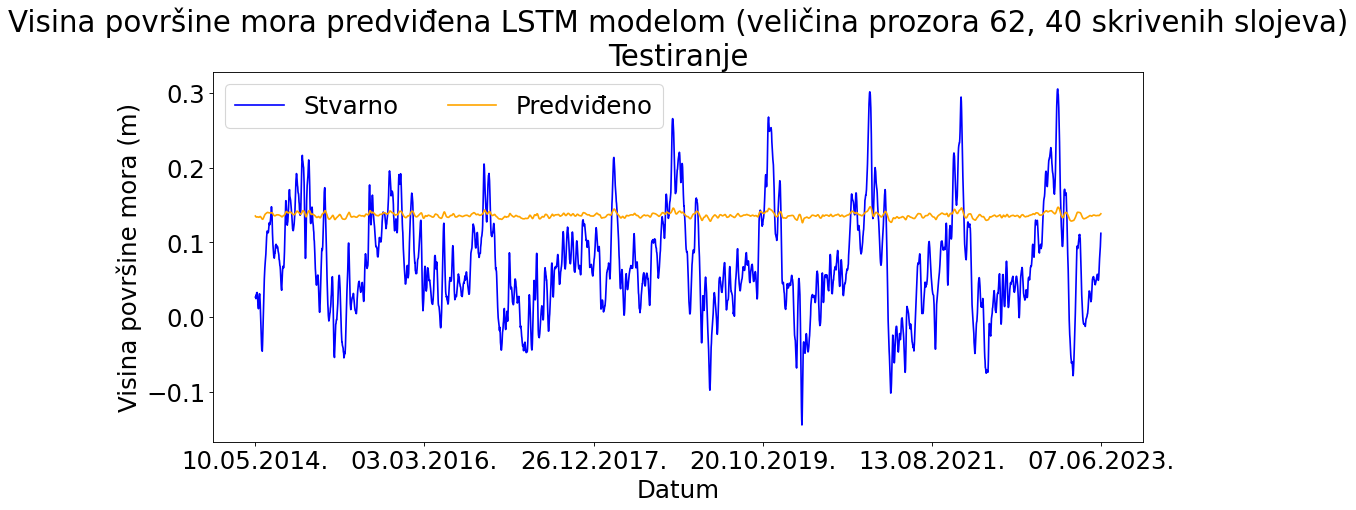 Visina površine mora predviđena LSTM modelom (veličina prozora 62, 40 skrivenih slojeva)
Testiranje
Stvarno
Predviđeno
Visina površine mora (m)
0.3
0.2
0.1
0.0
−0.1
10.05.2014.
03.03.2016.
26.12.2017.
20.10.2019.
13.08.2021.
07.06.2023.
Datum